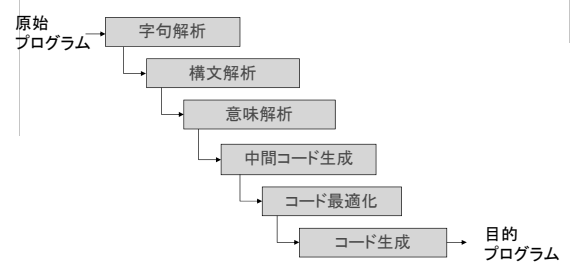 原始
プログラム
字句解析
構文解析
意味解析
中間コード生成
コード最適化
コード生成
目的
プログラム